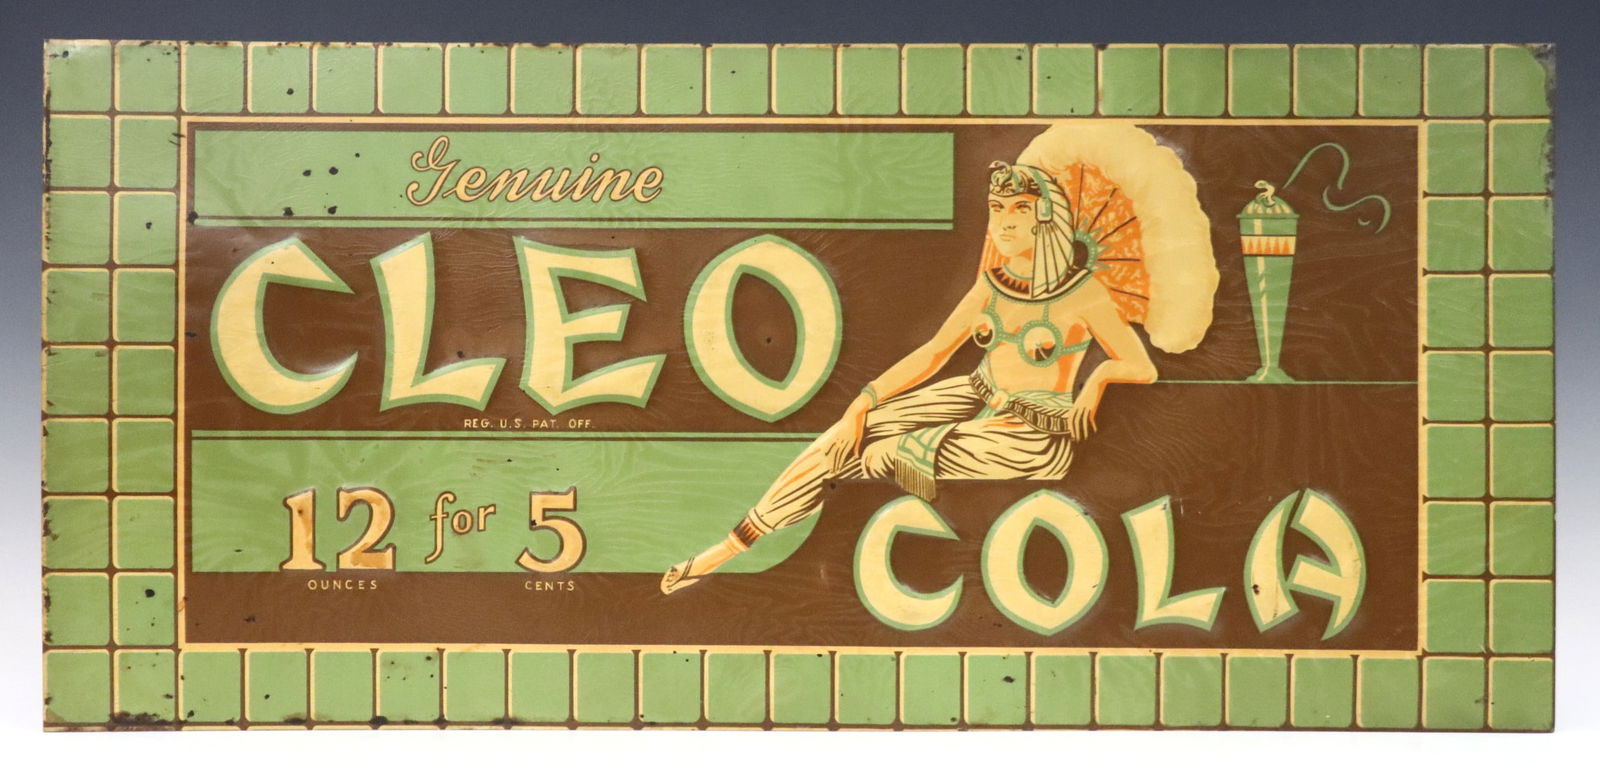 Genuine
CLEO
REG. U.S. PAT. OFF.
12 for 5
OUNCES CENTS
COLA